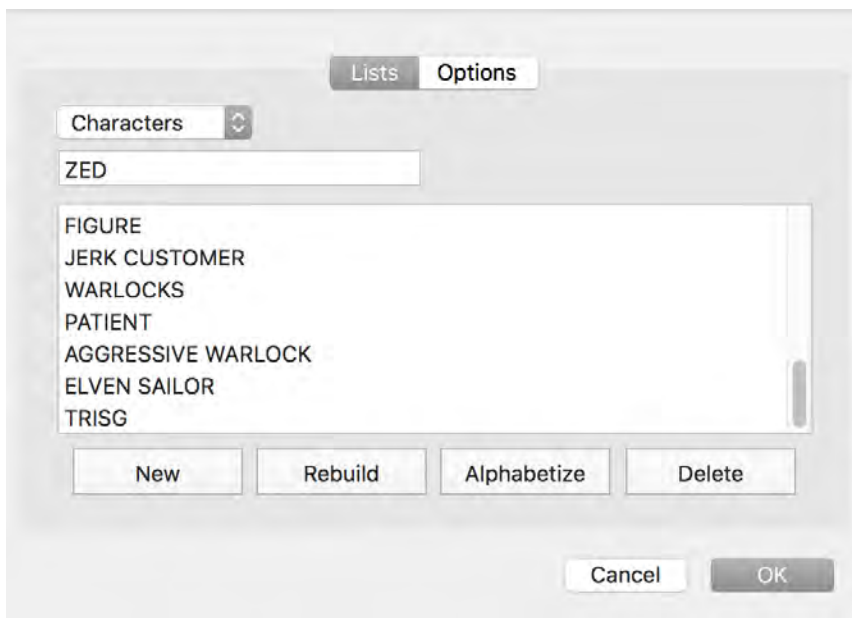 Lists Options
Characters
ZED
FIGURE
JERK CUSTOMER
WARLOCKS
PATIENT
AGGRESSIVE WARLOCK
ELVEN SAILOR
TRISG
New Rebuild Alphabetize Delete
Cancel OK